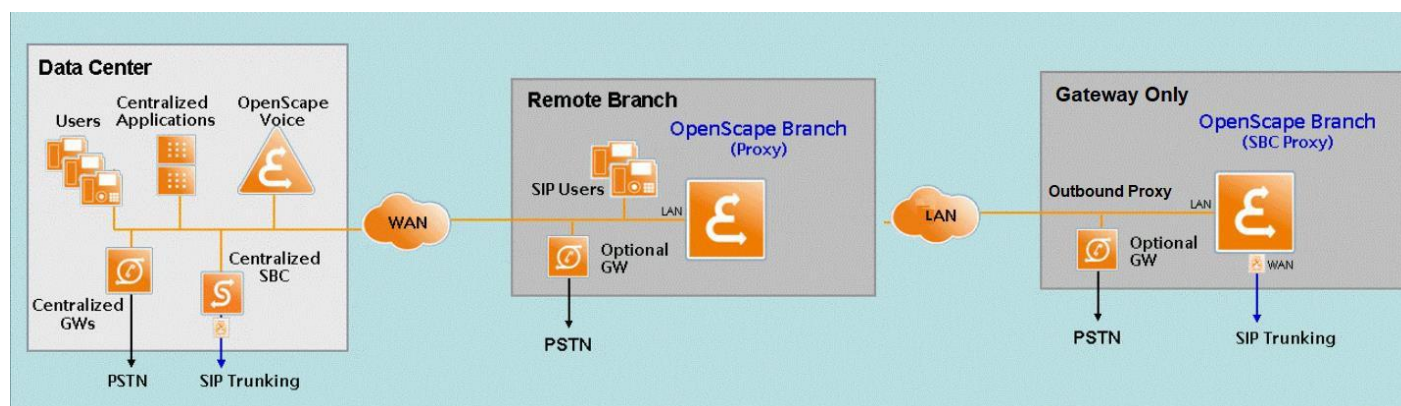 Data Center
Users
Centralized
Applications
OpenScape
Voice
Centralized
GWs
Centralized
SBC
PSTN
SIP Trunking
WAN
Remote Branch
OpenScape Branch
(Proxy)
SIP Users
LAN
Optional
GW
PSTN
LAN
Gateway Only
OpenScape Branch
(SBC Proxy)
Outbound Proxy
LAN
Optional
GW
WAN
PSTN
SIP Trunking